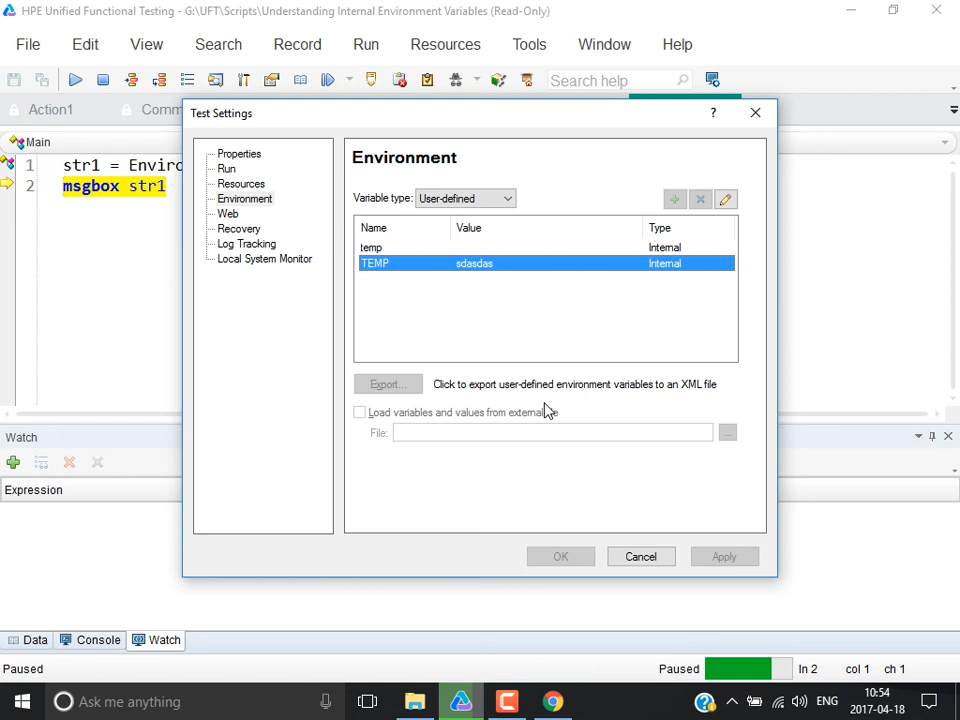 HPE Unified Functional Testing - G:\UFT\Scripts\Understanding Internal Environment Variables (Read-Only)
File Edit View Search Record Run Resources Tools Window Help
Search help
Action1 Comm
Test Settings ?
Main
1 str1 = Enviro
2 msgbox str1
Properties
Run
Resources
Environment
Web
Recovery
Log Tracking
Local System Monitor
Environment
Variable type: User-defined
Name Value Type
temp Internal
TEMP sdasdas Internal
Export... Click to export user-defined environment variables to an XML file
Load variables and values from external
File: ...
OK Cancel Apply
Watch
Expression
Data Console Watch
Paused Paused ln 2 col 1 ch 1
Ask me anything
ENG 10:54
2017-04-18